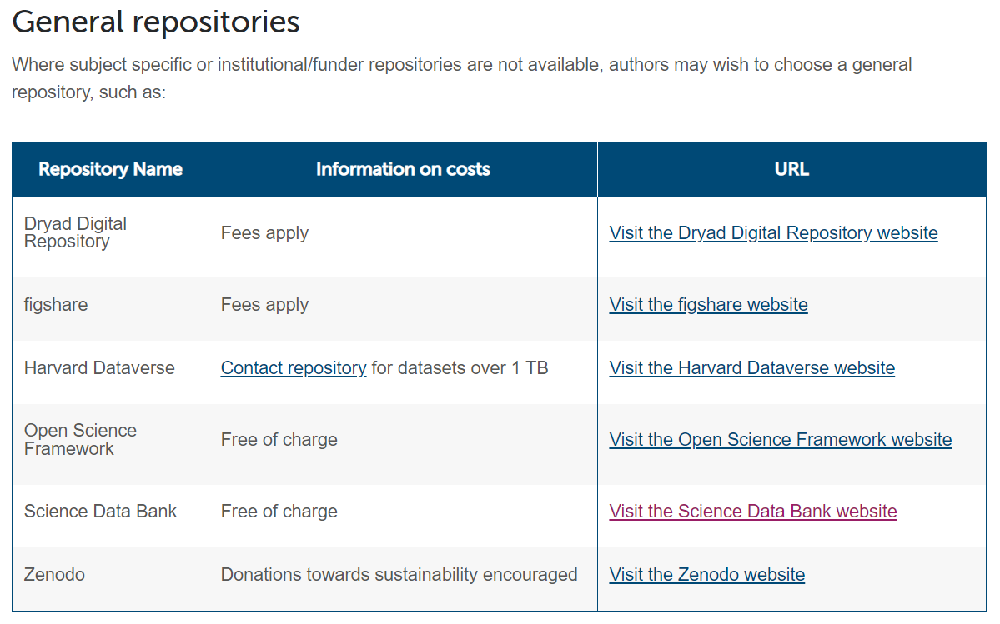 General repositories
Where subject specific or institutional/funder repositories are not available, authors may wish to choose a general
repository, such as:
Repository Name Information on costs URL
Dryad Digital
Repository Fees apply Visit the Dryad Digital Repository website
figshare Fees apply Visit the figshare website
Harvard Dataverse Contact repository for datasets over 1 TB Visit the Harvard Dataverse website
Open Science
Framework Free of charge Visit the Open Science Framework website
Science Data Bank Free of charge Visit the Science Data Bank website
Zenodo Donations towards sustainability encouraged Visit the Zenodo website